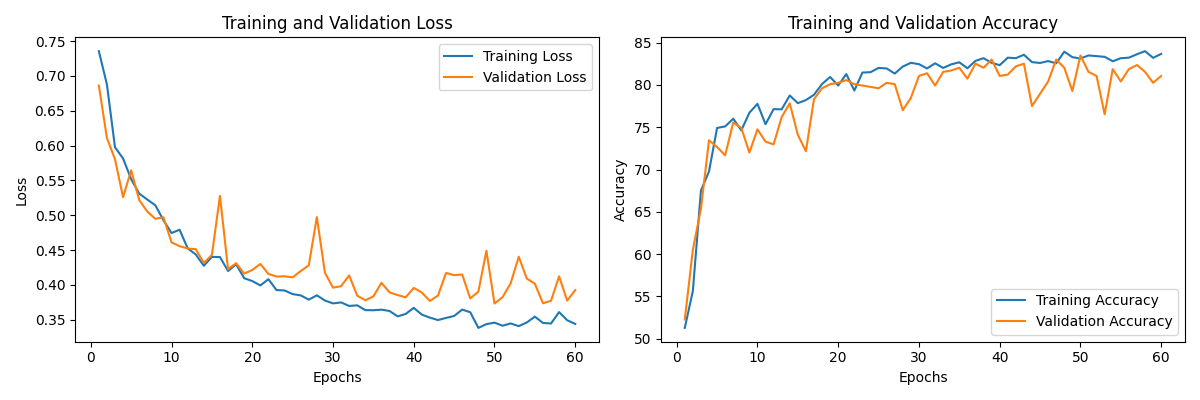 Training and Validation Loss
Training Loss
Validation Loss
0.75
0.70
0.65
0.60
0.55
0.50
0.45
0.40
0.35
Loss
0 10 20 30 40 50 60
Epochs
Training and Validation Accuracy
85
80
75
70
65
60
55
50
Accuracy
Training Accuracy
Validation Accuracy
0 10 20 30 40 50 60
Epochs